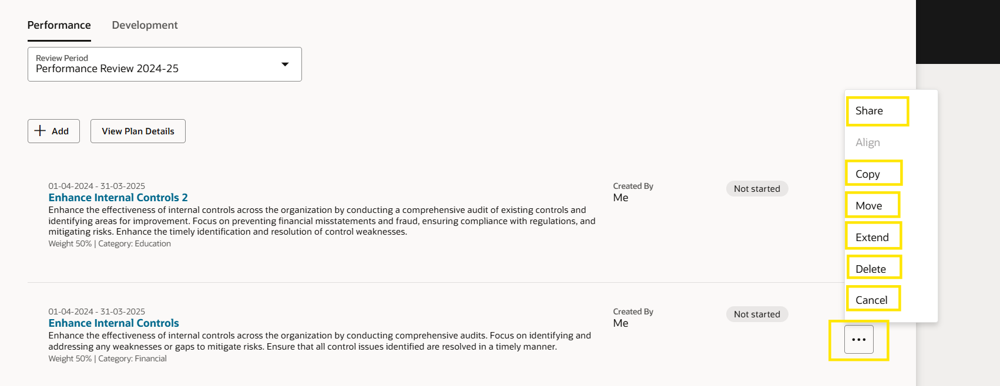 Performance
Development
Review Period
Performance Review 2024-25
Add
View Plan Details
01-04-2024 - 31-03-2025
Enhance Internal Controls 2
Enhance the effectiveness of internal controls across the organization by conducting a comprehensive audit of existing controls and
identifying areas for improvement. Focus on preventing financial misstatements and fraud, ensuring compliance with regulations, and
mitigating risks. Enhance the timely identification and resolution of control weaknesses.
Weight 50% | Category: Education
Created By
Me
Not started
01-04-2024 - 31-03-2025
Enhance Internal Controls
Enhance the effectiveness of internal controls across the organization by conducting comprehensive audits. Focus on identifying and
addressing any weaknesses or gaps to mitigate risks. Ensure that all control issues identified are resolved in a timely manner.
Weight 50% | Category: Financial
Created By
Me
Not started
Share
Align
Copy
Move
Extend
Delete
Cancel